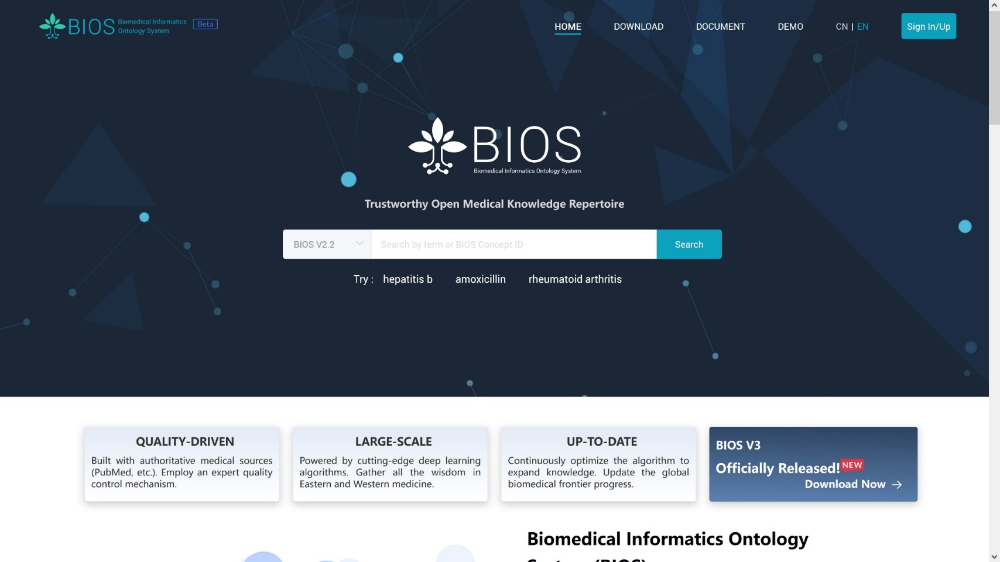 BIOS Biomedical Informatics Ontology System Beta
HOME DOWNLOAD DOCUMENT DEMO CN | EN Sign In/Up
BIOS
Biomedical Informatics Ontology System
Trustworthy Open Medical Knowledge Repertoire
BIOS V2.2 Search by term or BIOS Concept ID Search
Try : hepatitis b amoxicillin rheumatoid arthritis
QUALITY-DRIVEN
Built with authoritative medical sources
(PubMed, etc.). Employ an expert quality
control mechanism.
LARGE-SCALE
Powered by cutting-edge deep learning
algorithms. Gather all the wisdom in
Eastern and Western medicine.
UP-TO-DATE
Continuously optimize the algorithm to
expand knowledge. Update the global
biomedical frontier progress.
BIOS V3
Officially Released! NEW
Download Now →
Biomedical Informatics Ontology
System (BIOS)